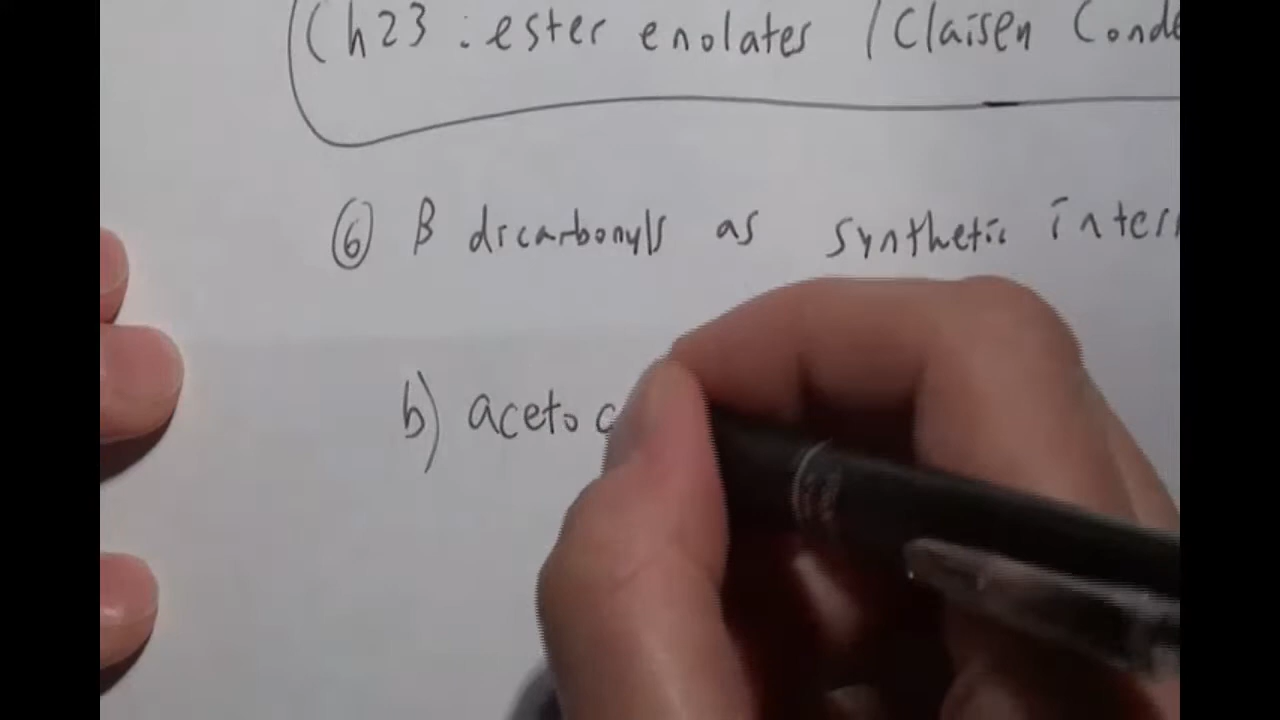 Ch23 : ester enolates / Claisen Conde
⑥ β dicarbonyls as synthetic inter
b) aceto c